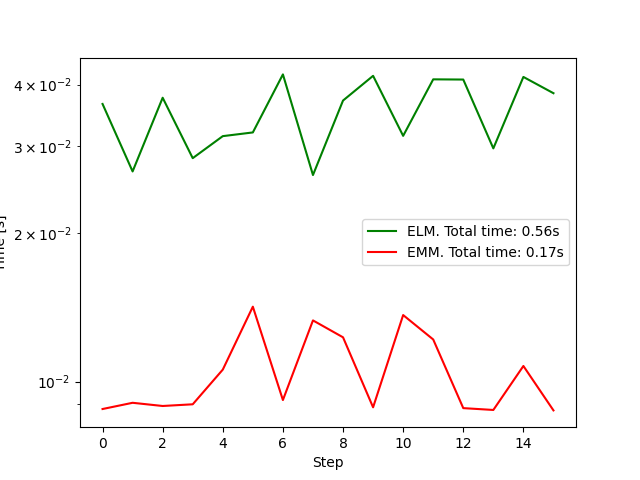 4 × 10⁻²
3 × 10⁻²
2 × 10⁻²
10⁻²
Time [s]
ELM. Total time: 0.56s
EMM. Total time: 0.17s
0 2 4 6 8 10 12 14
Step